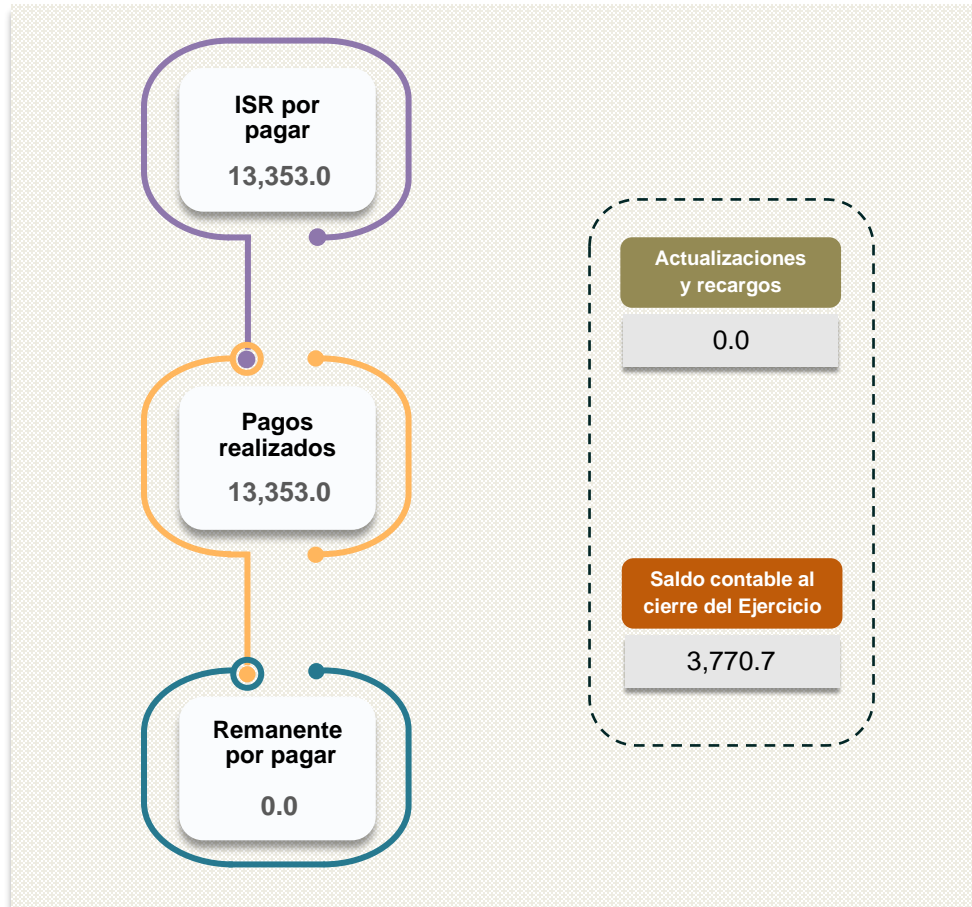 ISR por
pagar
13,353.0
Pagos
realizados
13,353.0
Remanente
por pagar
0.0
Actualizaciones
y recargos
0.0
Saldo contable al
cierre del Ejercicio
3,770.7